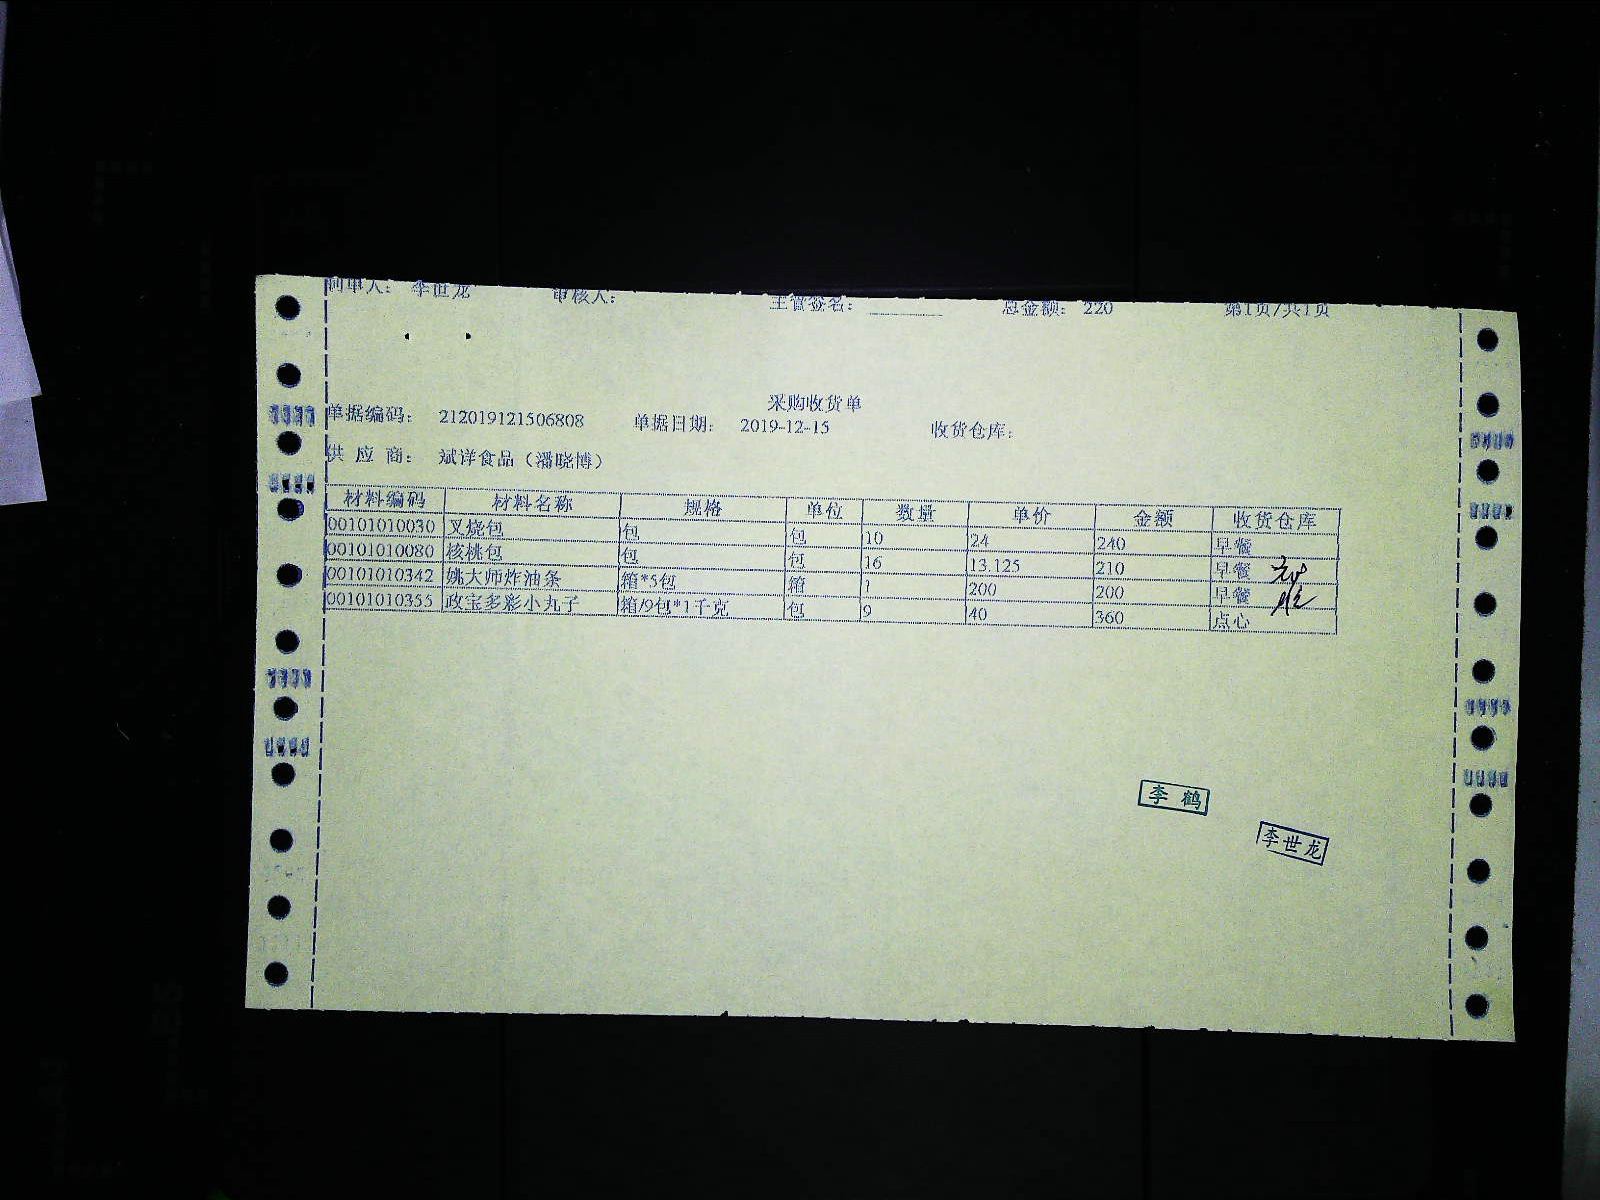 制单人： 李世龙 审核人： 主管签名： 总金额： 220 第1页/共1页
采购收货单
单据编码： 212019121506808 单据日期： 2019-12-15 收货仓库：
供 应 商： 斌详食品（潘晓博）
材料编码 材料名称 规格 单位 数量 单价 金额 收货仓库
00101010030 叉烧包 包 包 10 24 240 早餐
00101010080 核桃包 包 包 16 13.125 210 早餐
00101010342 姚大师炸油条 箱*5包 箱 1 200 200 早餐
00101010355 政宝多彩小丸子 箱/9包*1千克 包 9 40 360 点心
李 鹤
李世龙